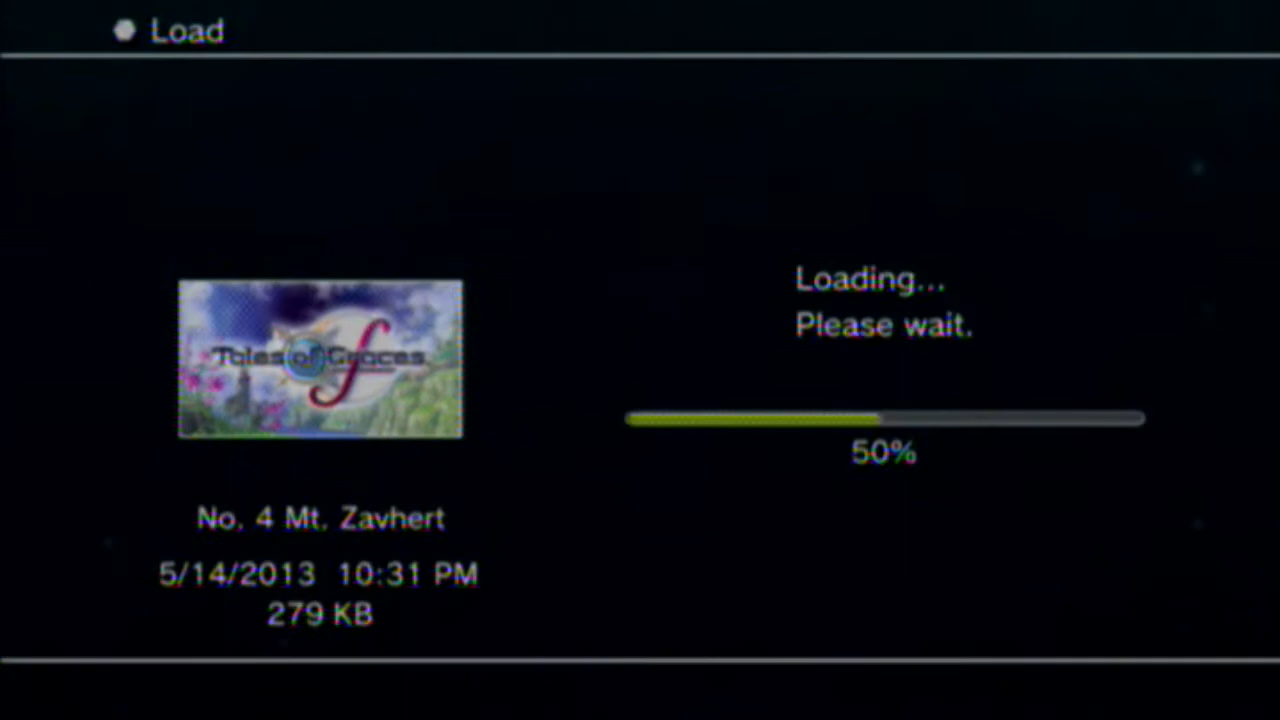 Load
Loading...
Please wait.
Tales of Graces f
50%
No. 4 Mt. Zavhert
5/14/2013 10:31 PM
279 KB